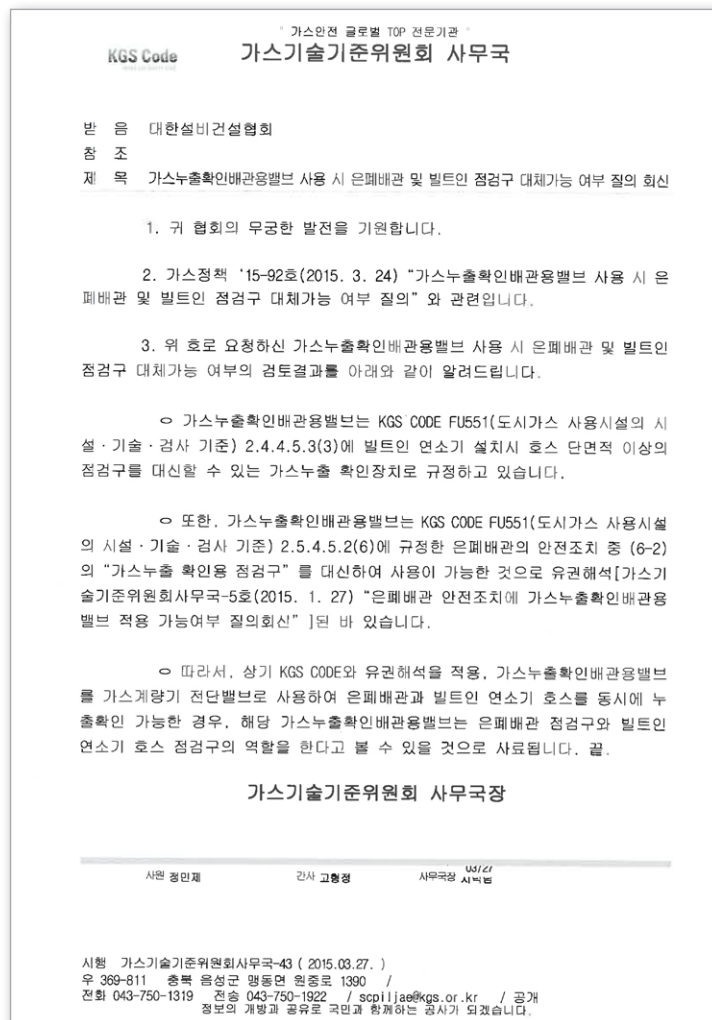 " 가스안전 글로벌 TOP 전문기관 "
KGS Code 가스기술기준위원회 사무국
받 음 대한설비건설협회
참 조
제 목 가스누출확인배관용밸브 사용 시 은폐배관 및 빌트인 점검구 대체가능 여부 질의 회신
1. 귀 협회의 무궁한 발전을 기원합니다.
2. 가스정책 '15-92호(2015. 3. 24) “가스누출확인배관용밸브 사용 시 은
폐배관 및 빌트인 점검구 대체가능 여부 질의” 와 관련입니다.
3. 위 호로 요청하신 가스누출확인배관용밸브 사용 시 은폐배관 및 빌트인
점검구 대체가능 여부의 검토결과를 아래와 같이 알려드립니다.
ㅇ 가스누출확인배관용밸브는 KGS CODE FU551(도시가스 사용시설의 시
설·기술·검사 기준) 2.4.4.5.3(3)에 빌트인 연소기 설치시 호스 단면적 이상의
점검구를 대신할 수 있는 가스누출 확인장치로 규정하고 있습니다.
ㅇ 또한, 가스누출확인배관용밸브는 KGS CODE FU551(도시가스 사용시설
의 시설·기술·검사 기준) 2.5.4.5.2(6)에 규정한 은폐배관의 안전조치 중 (6-2)
의 “가스누출 확인용 점검구” 를 대신하여 사용이 가능한 것으로 유권해석[가스기
술기준위원회사무국-5호(2015. 1. 27) “은폐배관 안전조치에 가스누출확인배관용
밸브 적용 가능여부 질의회신” ]된 바 있습니다.
ㅇ 따라서, 상기 KGS CODE와 유권해석을 적용, 가스누출확인배관용밸브
를 가스계량기 전단밸브로 사용하여 은폐배관과 빌트인 연소기 호스를 동시에 누
출확인 가능한 경우, 해당 가스누출확인배관용밸브는 은폐배관 점검구와 빌트인
연소기 호스 점검구의 역할을 한다고 볼 수 있을 것으로 사료됩니다. 끝.
가스기술기준위원회 사무국장
03/27
사원 정민제 간사 고형정 사무국장
시행 가스기술기준위원회사무국-43 ( 2015.03.27. )
우 369-811 충북 음성군 맹동면 원중로 1390 /
전화 043-750-1319 전송 043-750-1922 / scpiljae@kgs.or.kr / 공개
정보의 개방과 공유로 국민과 함께하는 공사가 되겠습니다.